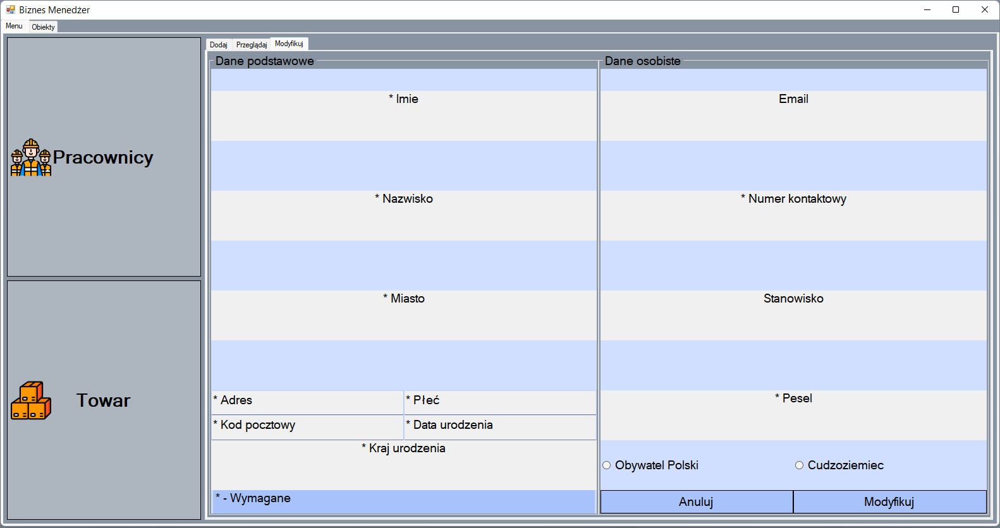 Biznes Menedżer
Menu
Obiekty
Pracownicy
Towar
Dodaj
Przeglądaj
Modyfikuj
Dane podstawowe
* Imie
* Nazwisko
* Miasto
* Adres
* Płeć
* Kod pocztowy
* Data urodzenia
* Kraj urodzenia
* - Wymagane
Dane osobiste
Email
* Numer kontaktowy
Stanowisko
* Pesel
Obywatel Polski
Cudzoziemiec
Anuluj
Modyfikuj